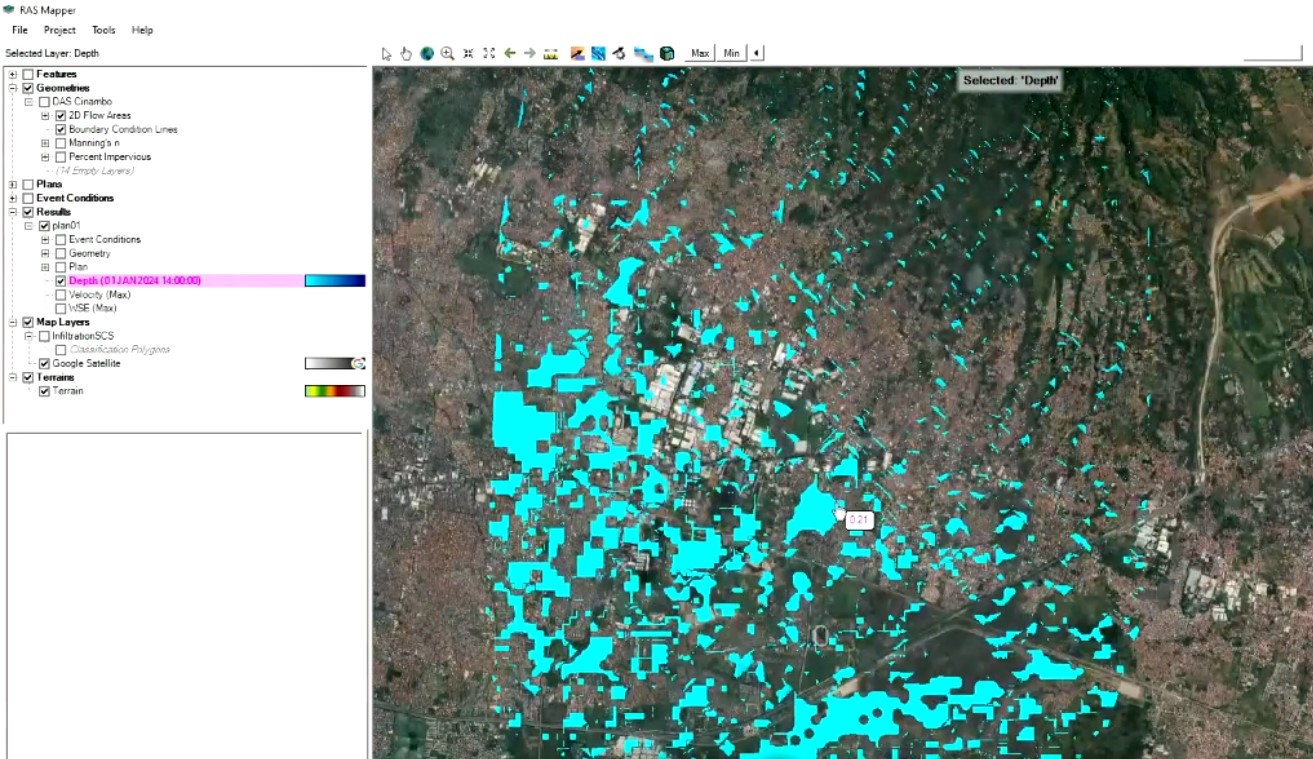 RAS Mapper
File Project Tools Help
Selected Layer: Depth
Max Min
Selected: 'Depth'
Features
Geometries
DAS Cinambo
2D Flow Areas
Boundary Condition Lines
Manning's n
Percent Impervious
(14 Empty Layers)
Plans
Event Conditions
Results
plan01
Event Conditions
Geometry
Plan
Depth (01JAN2024 14:00:00)
Velocity (Max)
WSE (Max)
Map Layers
InfiltrationSCS
Classification Polygons
Google Satellite
Terrains
Terrain
0.21